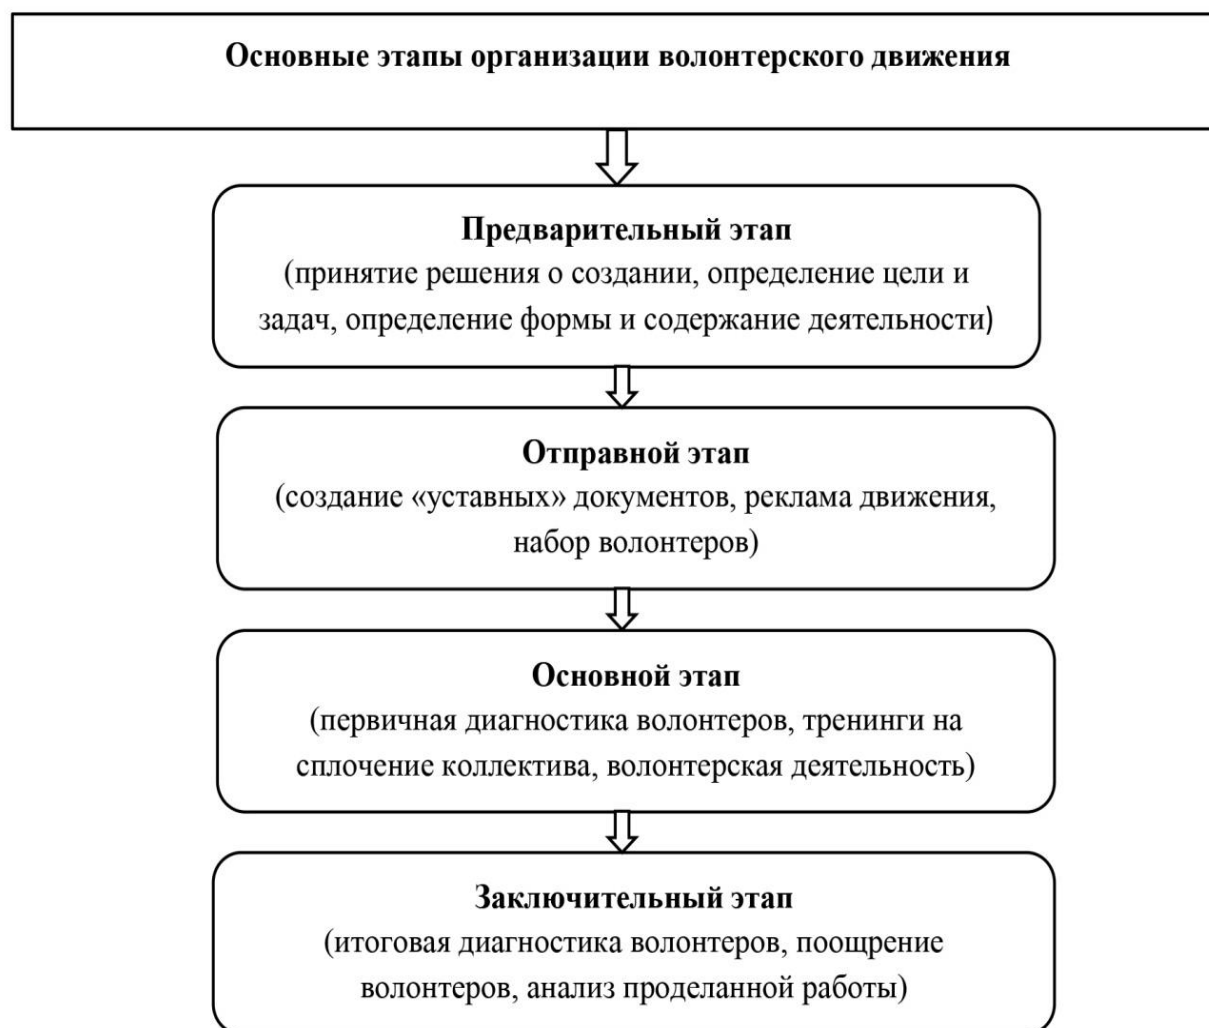 Основные этапы организации волонтерского движения
Предварительный этап
(принятие решения о создании, определение цели и
задач, определение формы и содержание деятельности)
Отправной этап
(создание «уставных» документов, реклама движения,
набор волонтеров)
Основной этап
(первичная диагностика волонтеров, тренинги на
сплочение коллектива, волонтерская деятельность)
Заключительный этап
(итоговая диагностика волонтеров, поощрение
волонтеров, анализ проделанной работы)